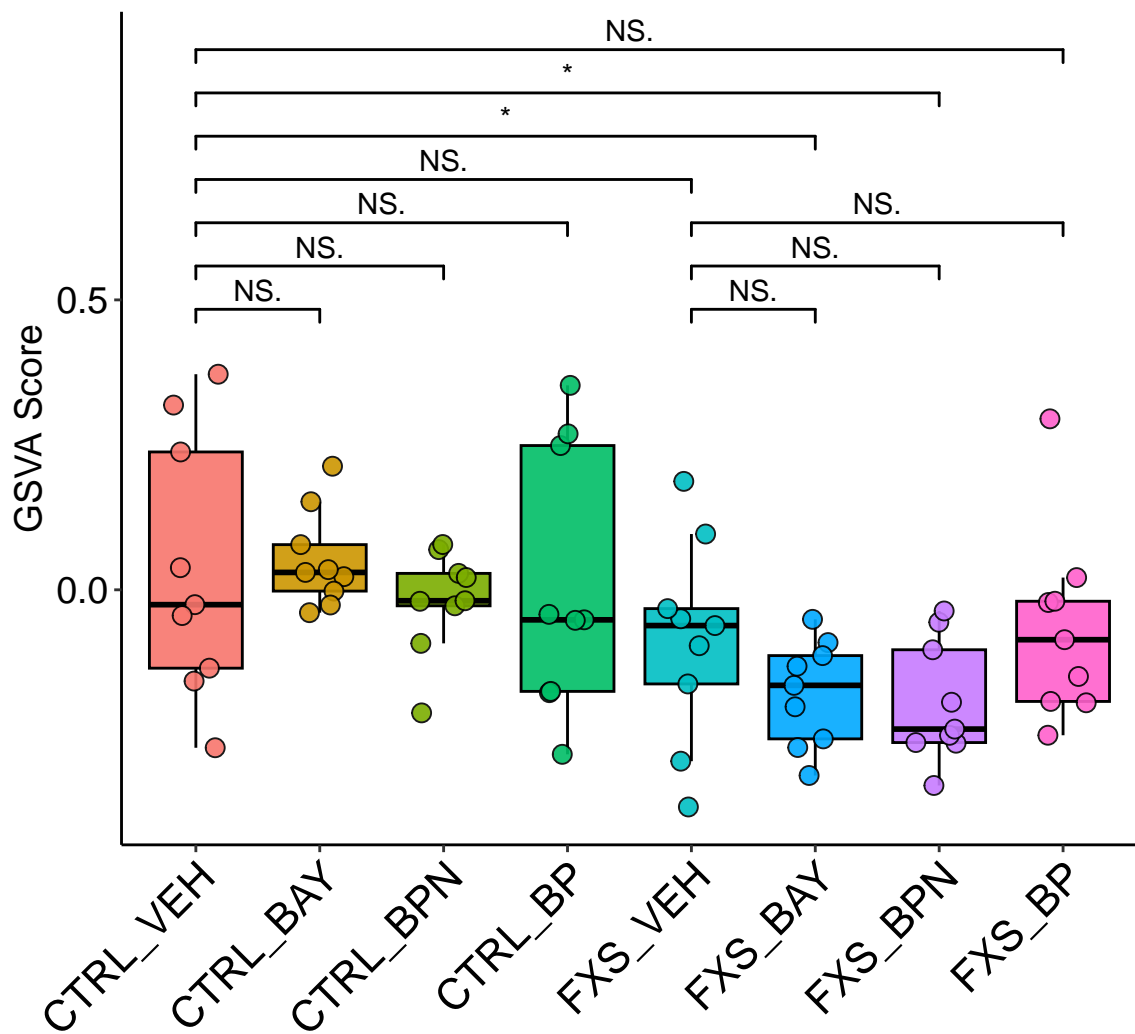 NS.
*
*
NS.
NS. NS.
NS. NS.
NS. NS.
0.5
0.0
GSVA Score
CTRL_VEH
CTRL_BAY
CTRL_BPN
CTRL_BP
FXS_VEH
FXS_BAY
FXS_BPN
FXS_BP